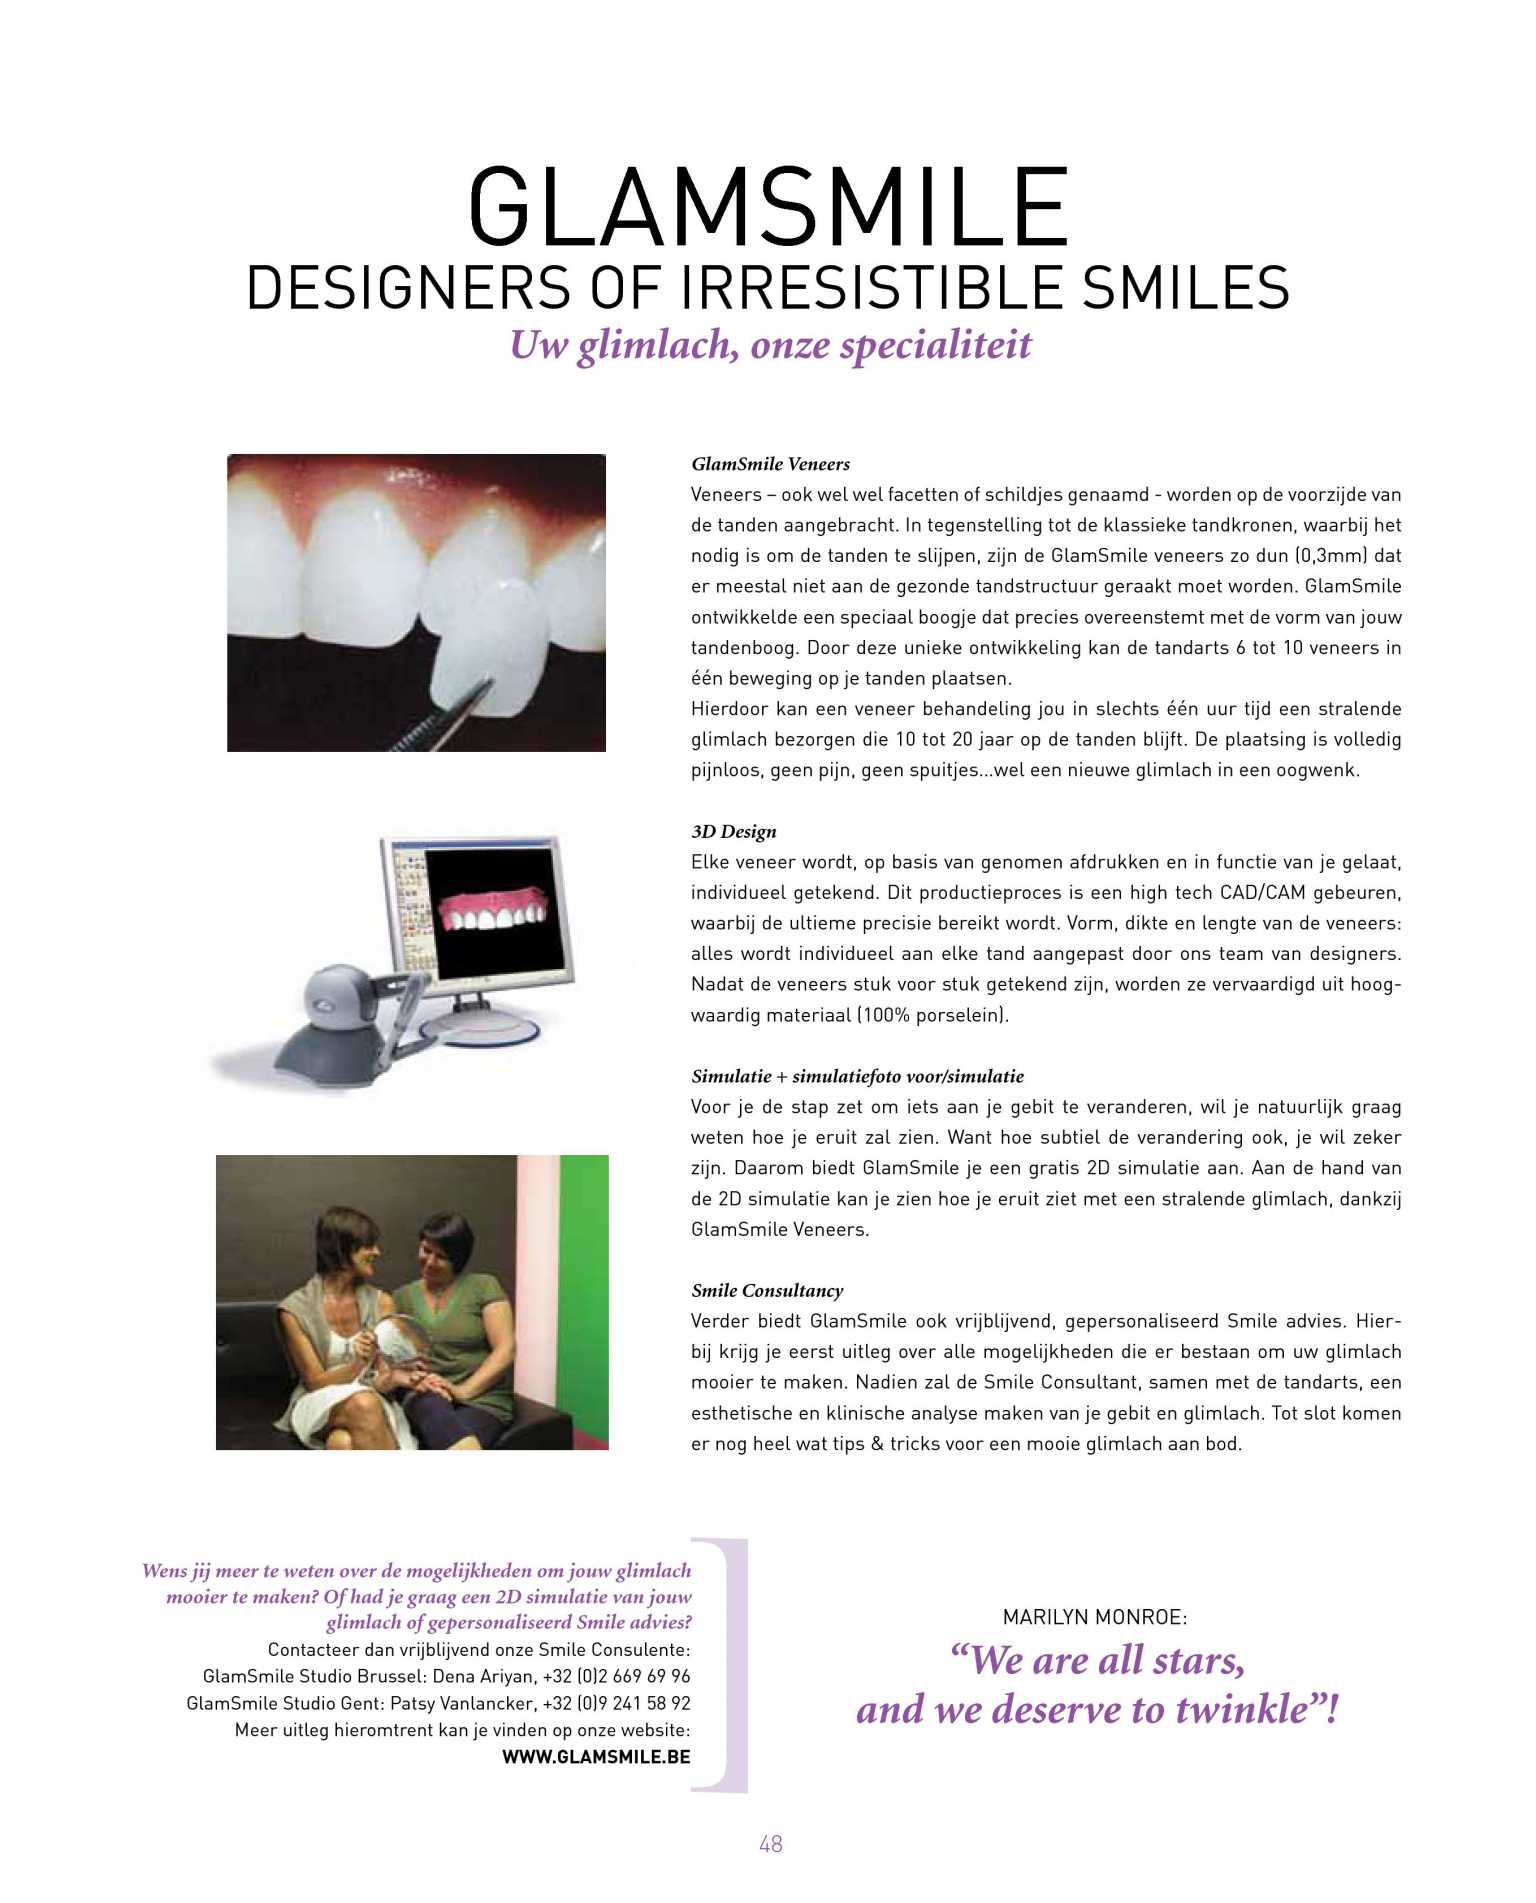 GLAMSMILE
DESIGNERS OF IRRESISTIBLE SMILES
Uw glimlach, onze specialiteit
GlamSmile Veneers
Veneers – ook wel wel facetten of schildjes genaamd - worden op de voorzijde van
de tanden aangebracht. In tegenstelling tot de klassieke tandkronen, waarbij het
nodig is om de tanden te slijpen, zijn de GlamSmile veneers zo dun (0,3mm) dat
er meestal niet aan de gezonde tandstructuur geraakt moet worden. GlamSmile
ontwikkelde een speciaal boogje dat precies overeenstemt met de vorm van jouw
tandenboog. Door deze unieke ontwikkeling kan de tandarts 6 tot 10 veneers in
één beweging op je tanden plaatsen.
Hierdoor kan een veneer behandeling jou in slechts één uur tijd een stralende
glimlach bezorgen die 10 tot 20 jaar op de tanden blijft. De plaatsing is volledig
pijnloos, geen pijn, geen spuitjes...wel een nieuwe glimlach in een oogwenk.
3D Design
Elke veneer wordt, op basis van genomen afdrukken en in functie van je gelaat,
individueel getekend. Dit productieproces is een high tech CAD/CAM gebeuren,
waarbij de ultieme precisie bereikt wordt. Vorm, dikte en lengte van de veneers:
alles wordt individueel aan elke tand aangepast door ons team van designers.
Nadat de veneers stuk voor stuk getekend zijn, worden ze vervaardigd uit hoog-
waardig materiaal (100% porselein).
Simulatie + simulatiefoto voor/simulatie
Voor je de stap zet om iets aan je gebit te veranderen, wil je natuurlijk graag
weten hoe je eruit zal zien. Want hoe subtiel de verandering ook, je wil zeker
zijn. Daarom biedt GlamSmile je een gratis 2D simulatie aan. Aan de hand van
de 2D simulatie kan je zien hoe je eruit ziet met een stralende glimlach, dankzij
GlamSmile Veneers.
Smile Consultancy
Verder biedt GlamSmile ook vrijblijvend, gepersonaliseerd Smile advies. Hier-
bij krijg je eerst uitleg over alle mogelijkheden die er bestaan om uw glimlach
mooier te maken. Nadien zal de Smile Consultant, samen met de tandarts, een
esthetische en klinische analyse maken van je gebit en glimlach. Tot slot komen
er nog heel wat tips & tricks voor een mooie glimlach aan bod.
Wens jij meer te weten over de mogelijkheden om jouw glimlach
mooier te maken? Of had je graag een 2D simulatie van jouw
glimlach of gepersonaliseerd Smile advies?
Contacteer dan vrijblijvend onze Smile Consulente:
GlamSmile Studio Brussel: Dena Ariyan, +32 (0)2 669 69 96
GlamSmile Studio Gent: Patsy Vanlancker, +32 (0)9 241 58 92
Meer uitleg hieromtrent kan je vinden op onze website:
WWW.GLAMSMILE.BE
MARILYN MONROE:
“We are all stars,
and we deserve to twinkle”!
48